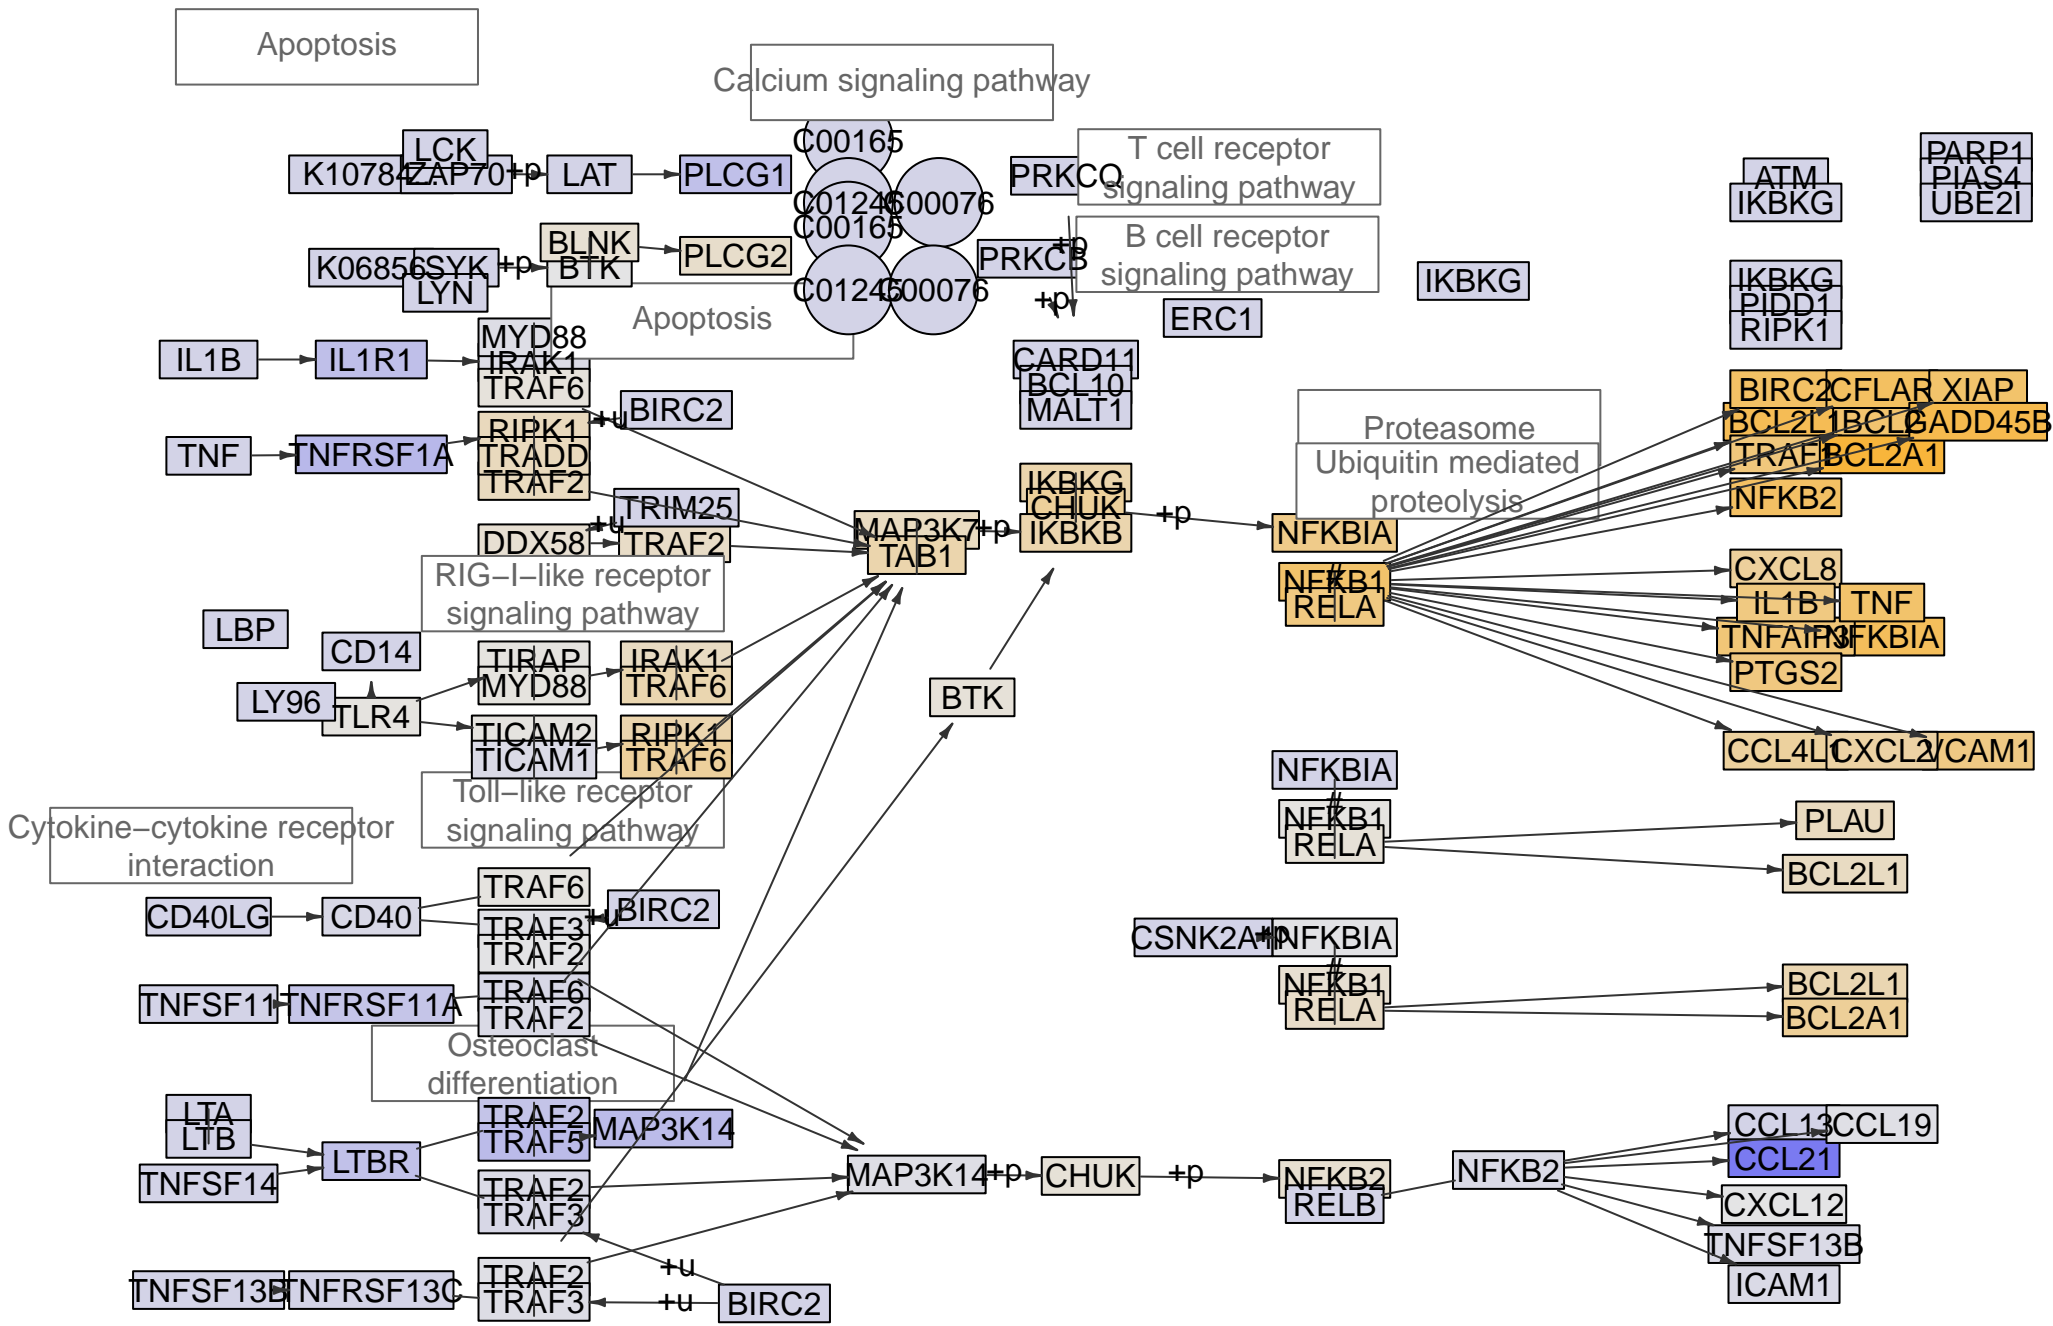 Apoptosis
Calcium signaling pathway
C00165
LCK
K10784
ZAP70
+p
LAT
PLCG1
PRKCQ
T cell receptor
signaling pathway
ATM
IKBKG
PARP1
PIAS4
UBE2I
C01245
C00076
C00165
BLNK
BTK
PLCG2
K06856
SYK
+p
LYN
PRKCB
+p
B cell receptor
signaling pathway
C01245
C00076
+p
IKBKG
IKBKG
PIDD1
RIPK1
ERC1
Apoptosis
MYD88
IRAK1
TRAF6
IL1B
IL1R1
CARD11
BCL10
MALT1
BIRC2
+u
BIRC2
CFLAR
XIAP
BCL2L1
BCL2
GADD45B
TRAF1
BCL2A1
NFKB2
TNF
TNFRSF1A
RIPK1
TRADD
TRAF2
Proteasome
Ubiquitin mediated
proteolysis
IKBKG
CHUK
IKBKB
+p
TRIM25
+u
DDX58
TRAF2
MAP3K7
TAB1
+p
NFKBIA
NFKB1
RELA
CXCL8
IL1B
TNF
TNFAIP3
NFKBIA
PTGS2
RIG−I−like receptor
signaling pathway
LBP
CD14
LY96
TLR4
TIRAP
MYD88
IRAK1
TRAF6
BTK
TICAM2
TICAM1
RIPK1
TRAF6
CCL4L1
CXCL2
VCAM1
Toll−like receptor
signaling pathway
NFKBIA
NFKB1
RELA
PLAU
BCL2L1
Cytokine−cytokine receptor
interaction
TRAF6
CD40LG
CD40
TRAF3
TRAF2
+u
BIRC2
CSNK2A1
+p
NFKBIA
NFKB1
RELA
BCL2L1
BCL2A1
TNFSF11
TNFRSF11A
TRAF6
TRAF2
Osteoclast
differentiation
LTA
LTB
TNFSF14
LTBR
TRAF2
TRAF5
MAP3K14
TRAF2
TRAF3
MAP3K14
+p
CHUK
+p
NFKB2
RELB
NFKB2
CCL13
CCL19
CCL21
CXCL12
TNFSF13B
ICAM1
TNFSF13B
TNFRSF13C
TRAF2
TRAF3
+u
+u
BIRC2